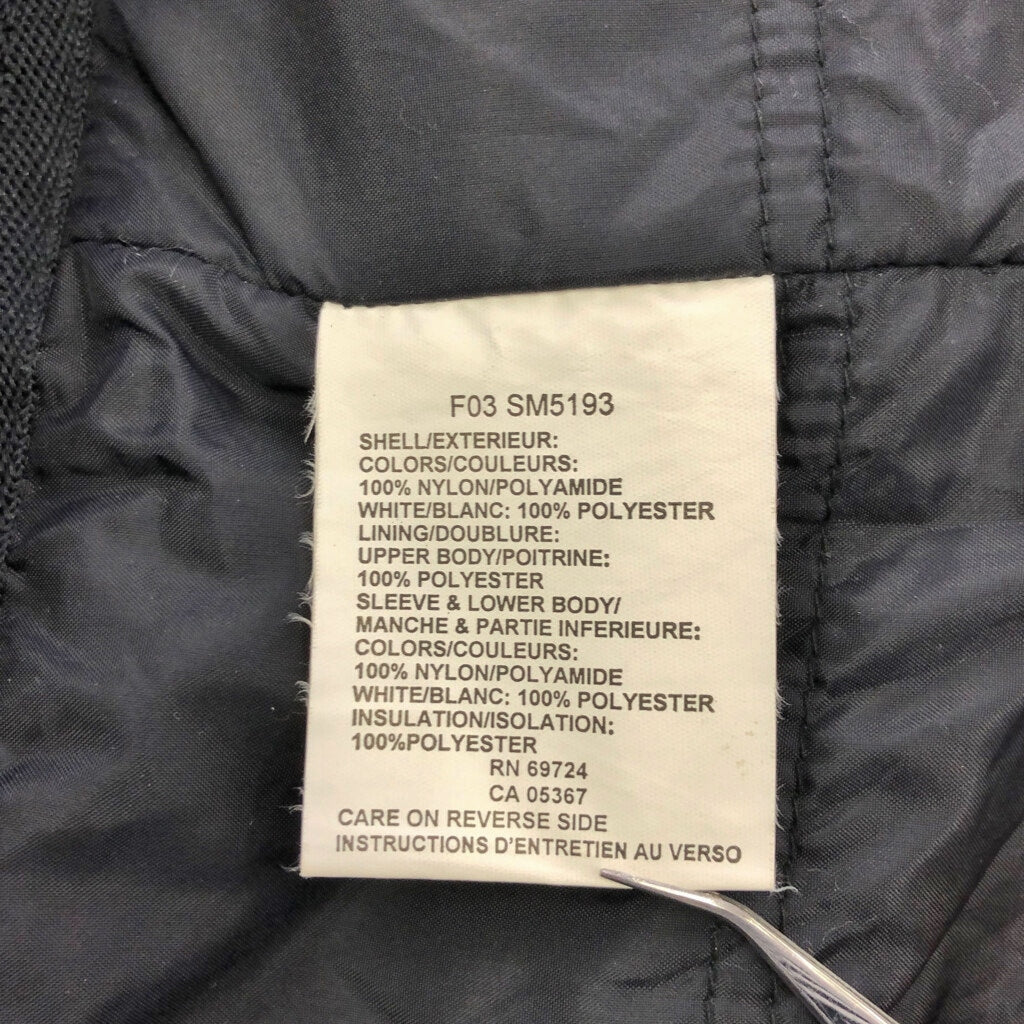 F03 SM5193
SHELL/EXTERIEUR:
COLORS/COULEURS:
100% NYLON/POLYAMIDE
WHITE/BLANC: 100% POLYESTER
LINING/DOUBLURE:
UPPER BODY/POITRINE:
100% POLYESTER
SLEEVE & LOWER BODY/
MANCHE & PARTIE INFERIEURE:
COLORS/COULEURS:
100% NYLON/POLYAMIDE
WHITE/BLANC: 100% POLYESTER
INSULATION/ISOLATION:
100%POLYESTER
RN 69724
CA 05367
CARE ON REVERSE SIDE
INSTRUCTIONS D'ENTRETIEN AU VERSO